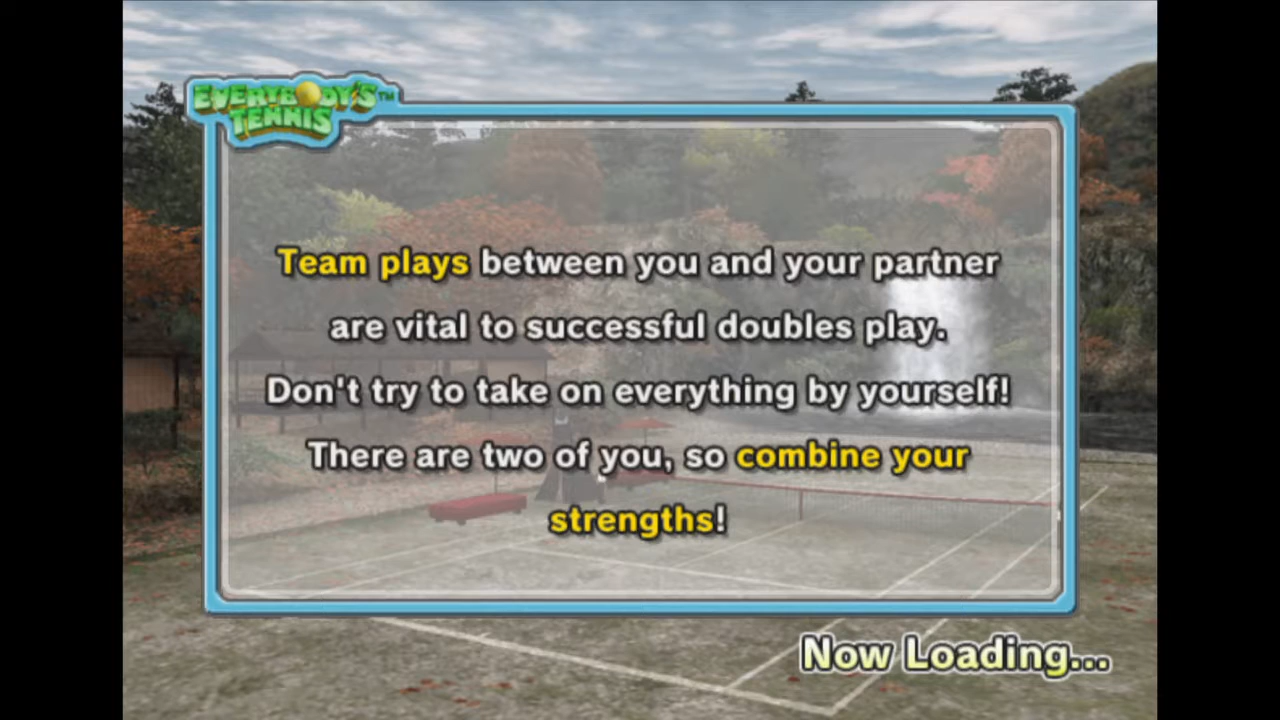 EVERYBODY'S™
TENNIS
Team plays between you and your partner
are vital to successful doubles play.
Don't try to take on everything by yourself!
There are two of you, so combine your
strengths!
Now Loading...